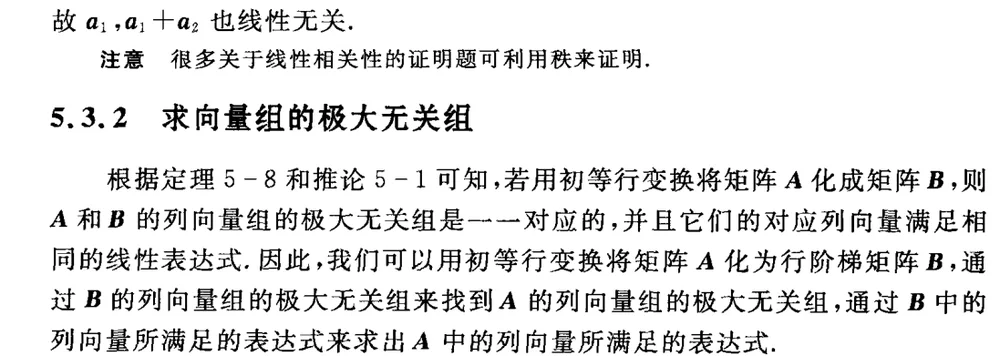 故 a₁,a₁+a₂ 也线性无关.
注意 很多关于线性相关性的证明题可利用秩来证明.
5.3.2 求向量组的极大无关组
根据定理 5-8 和推论 5-1 可知,若用初等行变换将矩阵 A 化成矩阵 B,则
A 和 B 的列向量组的极大无关组是一一对应的,并且它们的对应列向量满足相
同的线性表达式.因此,我们可以用初等行变换将矩阵 A 化为行阶梯矩阵 B,通
过 B 的列向量组的极大无关组来找到 A 的列向量组的极大无关组,通过 B 中的
列向量所满足的表达式来求出 A 中的列向量所满足的表达式.